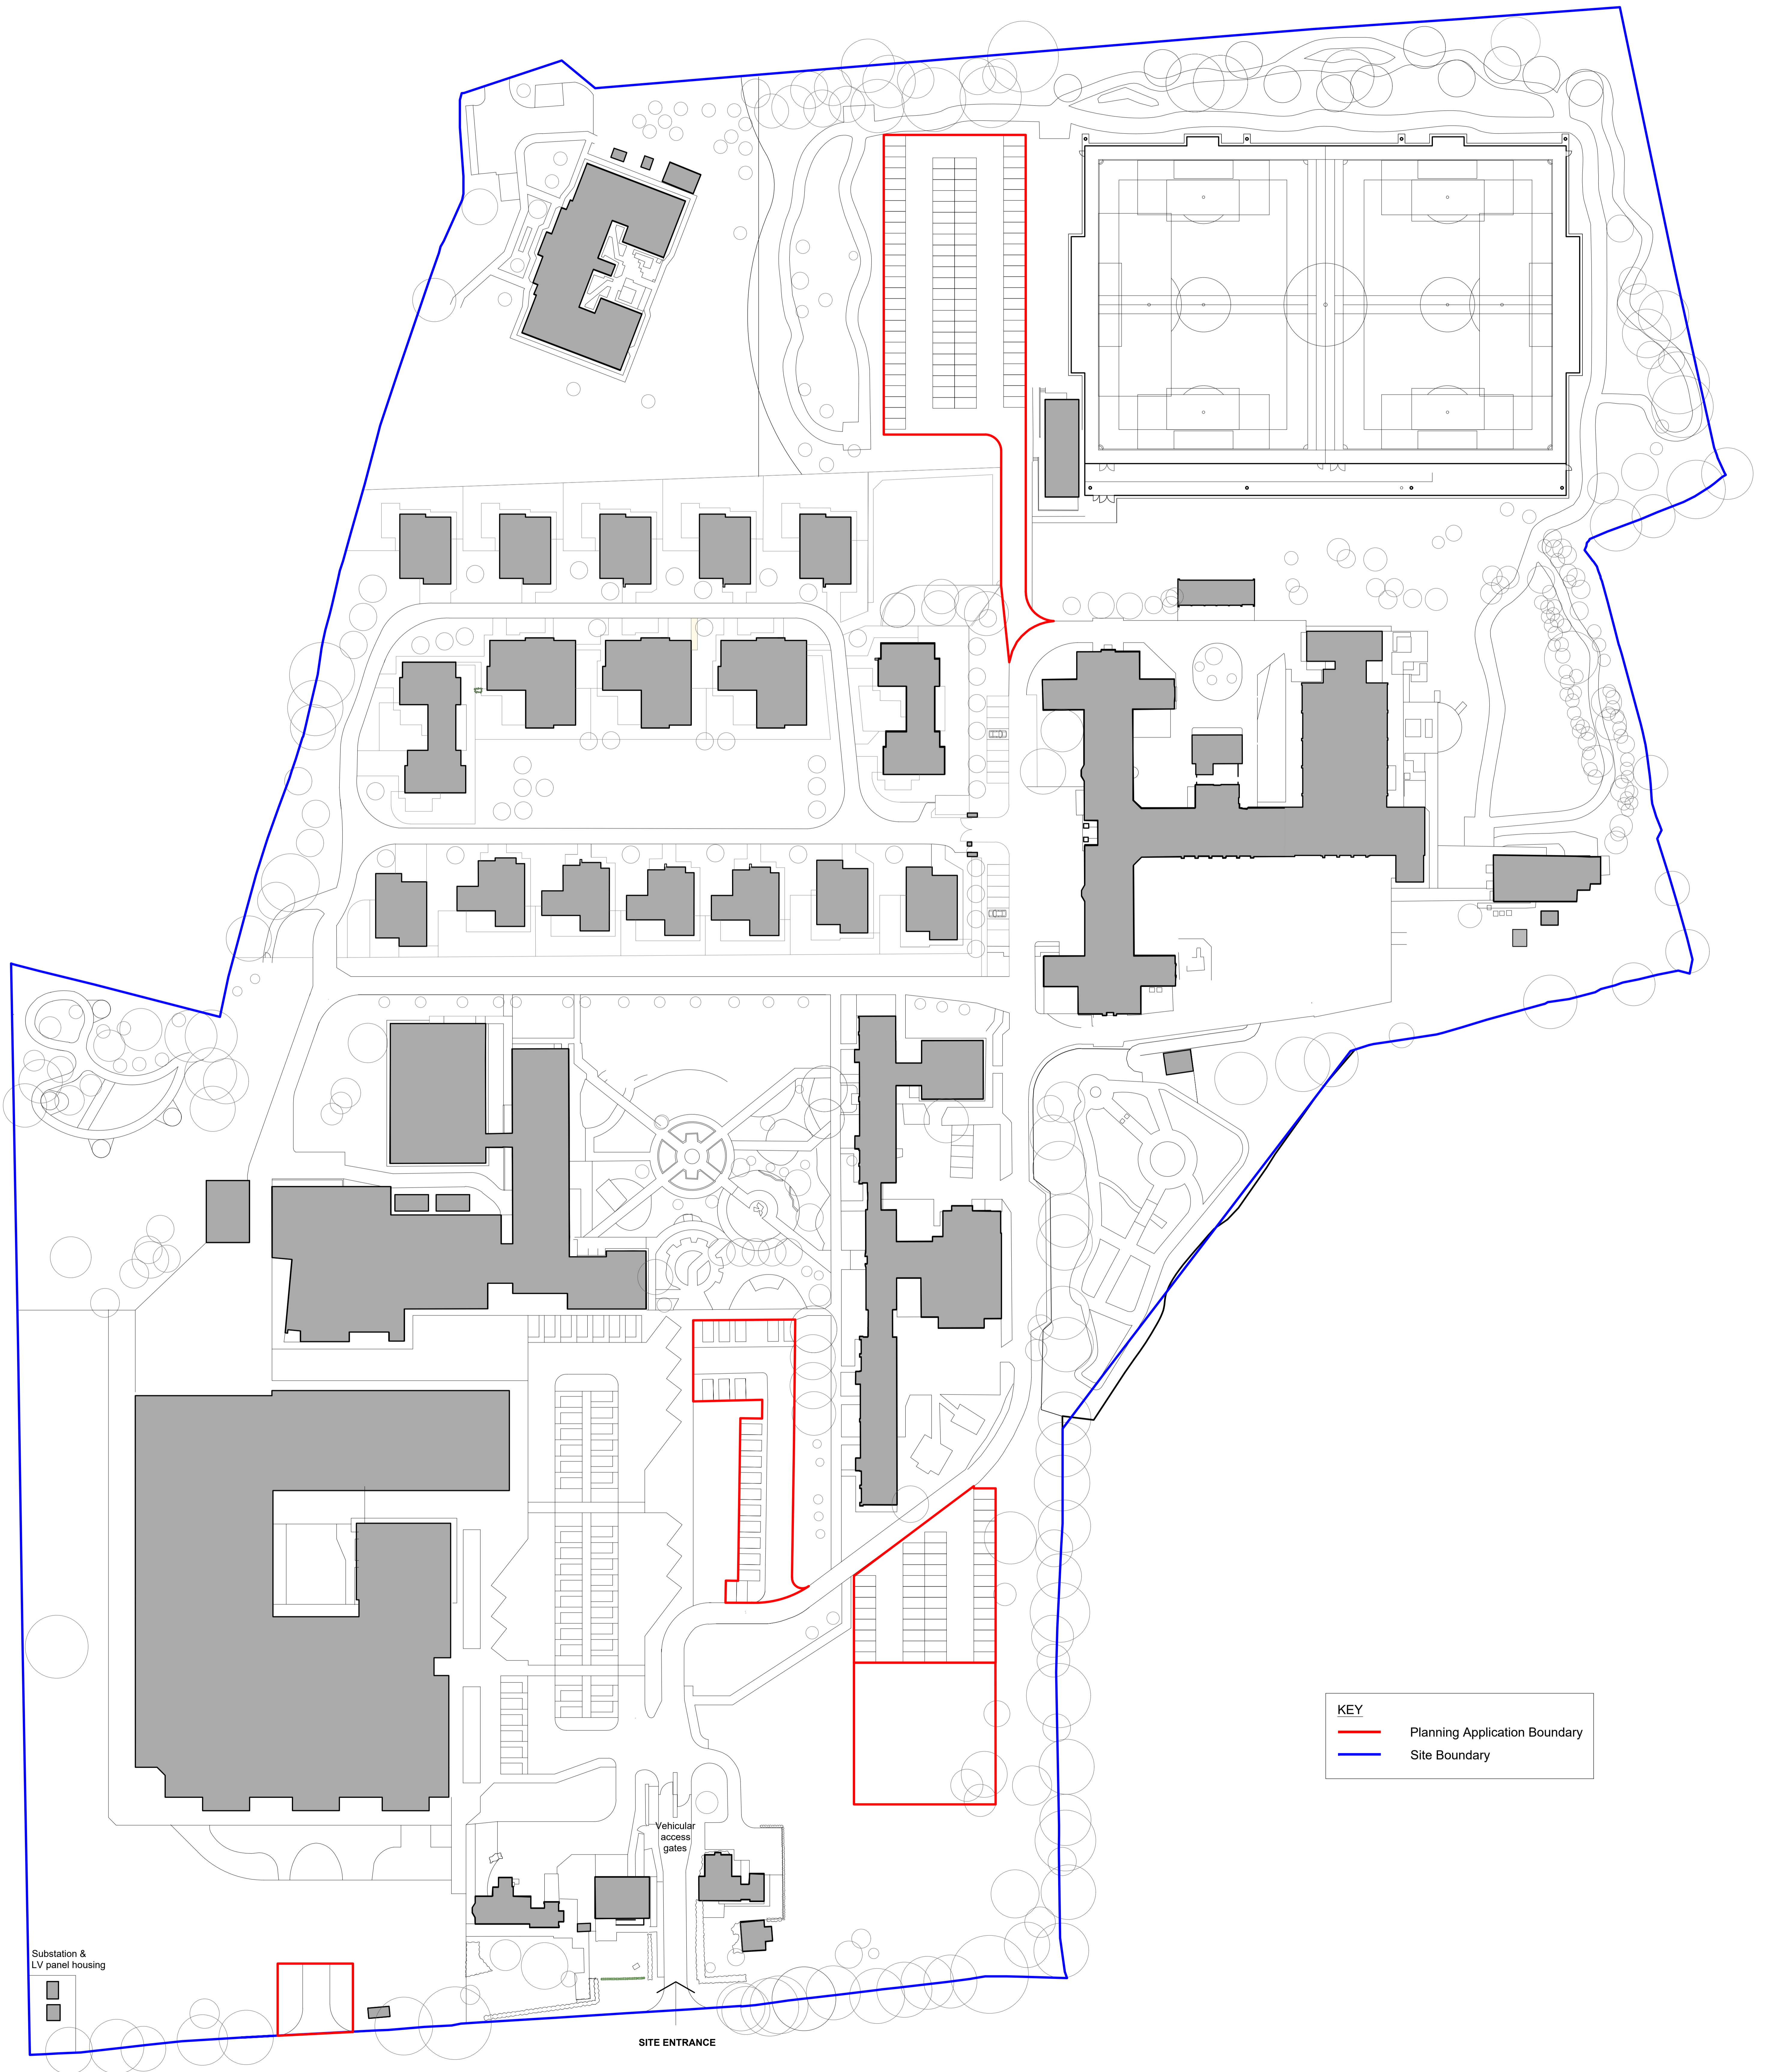 KEY
Planning Application Boundary
Site Boundary
Vehicular
access
gates
Substation &
LV panel housing
SITE ENTRANCE